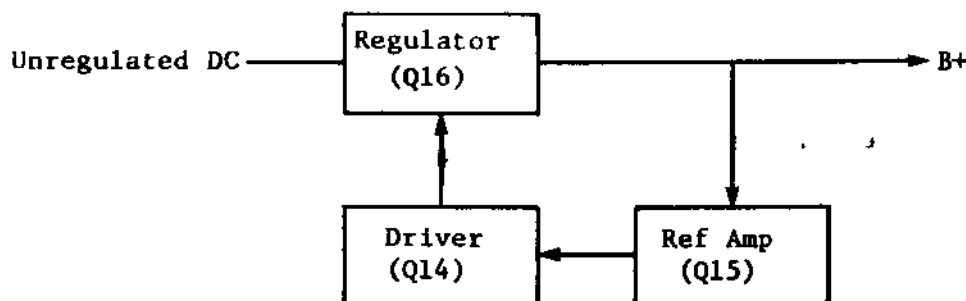 Regulator
(Q16)
Unregulated DC
B+
Driver
(Q14)
Ref Amp
(Q15)